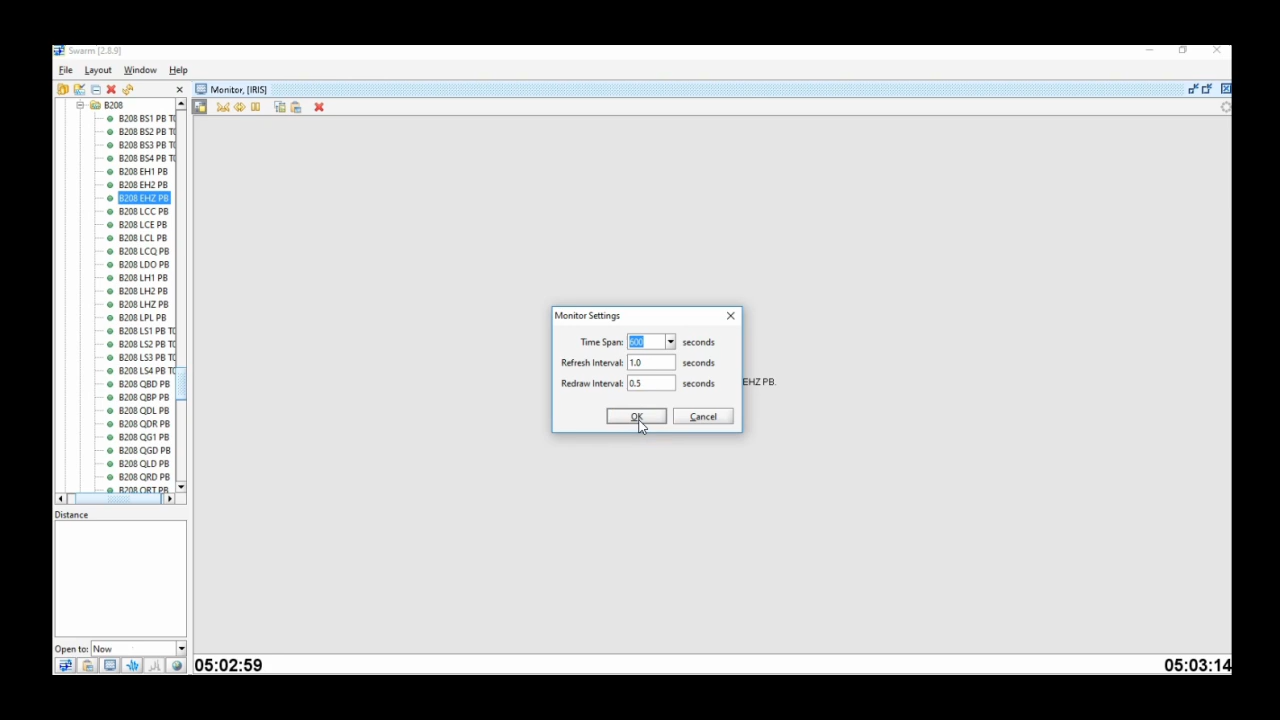 Swarm [2.8.9]
File Layout Window Help
Monitor, [IRIS]
B208
B208 BS1 PB
B208 BS2 PB
B208 BS3 PB
B208 BS4 PB
B208 EH1 PB
B208 EH2 PB
B208 EHZ PB
B208 LCC PB
B208 LCE PB
B208 LCL PB
B208 LCQ PB
B208 LDO PB
B208 LH1 PB
B208 LH2 PB
B208 LHZ PB
B208 LPL PB
B208 LS1 PB
B208 LS2 PB
B208 LS3 PB
B208 LS4 PB
B208 QBD PB
B208 QBP PB
B208 QDL PB
B208 QDR PB
B208 QG1 PB
B208 QGD PB
B208 QLD PB
B208 QRD PB
B208 QRT PB
Monitor Settings
Time Span: 600 seconds
Refresh Interval: 1.0 seconds
Redraw Interval: 0.5 seconds
OK Cancel
EHZ PB.
Distance
Open to: Now
05:02:59
05:03:14